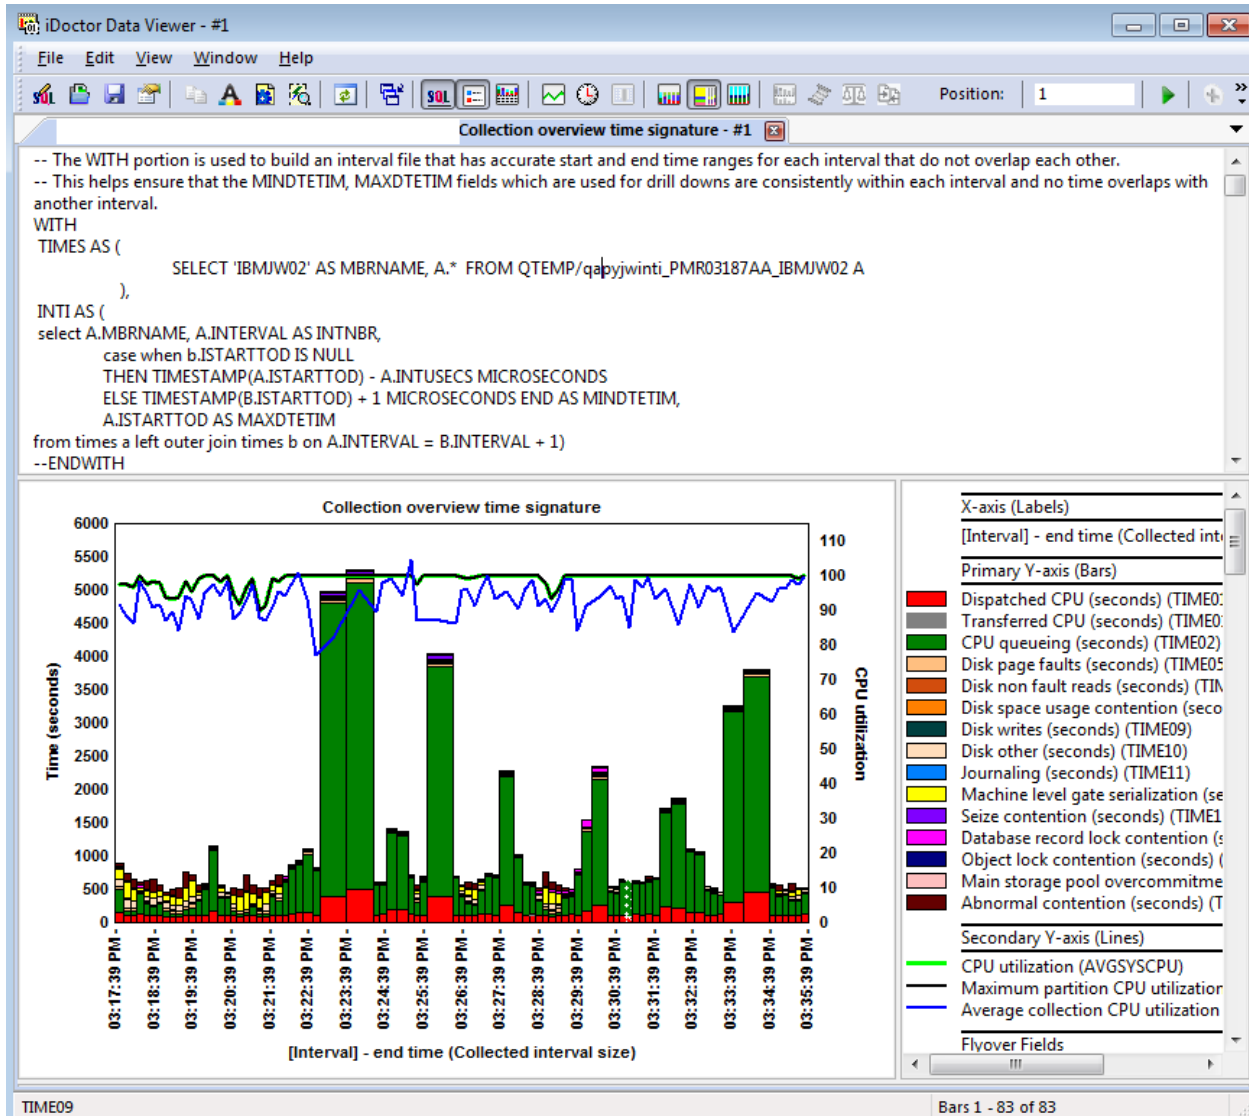 iDoctor Data Viewer - #1
File Edit View Window Help
SQL SQL Position: 1
Collection overview time signature - #1
-- The WITH portion is used to build an interval file that has accurate start and end time ranges for each interval that do not overlap each other.
-- This helps ensure that the MINDTETIM, MAXDTETIM fields which are used for drill downs are consistently within each interval and no time overlaps with
another interval.
WITH
TIMES AS (
SELECT 'IBMJW02' AS MBRNAME, A.* FROM QTEMP/qapyjwinti_PMR03187AA_IBMJW02 A
),
INTI AS (
select A.MBRNAME, A.INTERVAL AS INTNBR,
case when b.ISTARTTOD IS NULL
THEN TIMESTAMP(A.ISTARTTOD) - A.INTUSECS MICROSECONDS
ELSE TIMESTAMP(B.ISTARTTOD) + 1 MICROSECONDS END AS MINDTETIM,
A.ISTARTTOD AS MAXDTETIM
from times a left outer join times b on A.INTERVAL = B.INTERVAL + 1)
--ENDWITH
Collection overview time signature
6000
5500
5000
4500
4000
3500
3000
2500
2000
1500
1000
500
0
Time (seconds)
110
100
90
80
70
60
50
40
30
20
10
0
CPU utilization
03:17:39 PM
03:18:39 PM
03:19:39 PM
03:20:39 PM
03:21:39 PM
03:22:39 PM
03:23:39 PM
03:24:39 PM
03:25:39 PM
03:26:39 PM
03:27:39 PM
03:28:39 PM
03:29:39 PM
03:30:39 PM
03:31:39 PM
03:32:39 PM
03:33:39 PM
03:34:39 PM
03:35:39 PM
[Interval] - end time (Collected interval size)
X-axis (Labels)
[Interval] - end time (Collected inte
Primary Y-axis (Bars)
Dispatched CPU (seconds) (TIME01
Transferred CPU (seconds) (TIME0
CPU queueing (seconds) (TIME02)
Disk page faults (seconds) (TIME05
Disk non fault reads (seconds) (TIM
Disk space usage contention (seco
Disk writes (seconds) (TIME09)
Disk other (seconds) (TIME10)
Journaling (seconds) (TIME11)
Machine level gate serialization (se
Seize contention (seconds) (TIME1
Database record lock contention (s
Object lock contention (seconds) (
Main storage pool overcommitme
Abnormal contention (seconds) (T
Secondary Y-axis (Lines)
CPU utilization (AVGSYSCPU)
Maximum partition CPU utilization
Average collection CPU utilization
Flyover Fields
TIME09
Bars 1 - 83 of 83